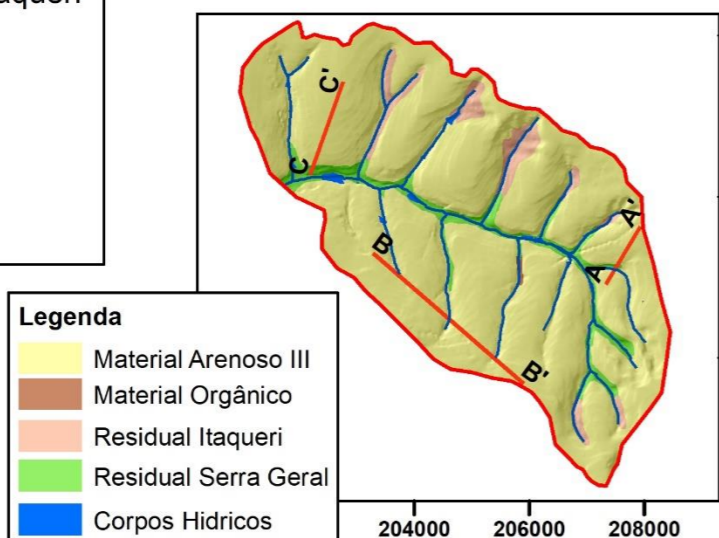 C'
C
B
A'
A
B'
Legenda
Material Arenoso III
Material Orgânico
Residual Itaqueri
Residual Serra Geral
Corpos Hidricos
204000 206000 208000